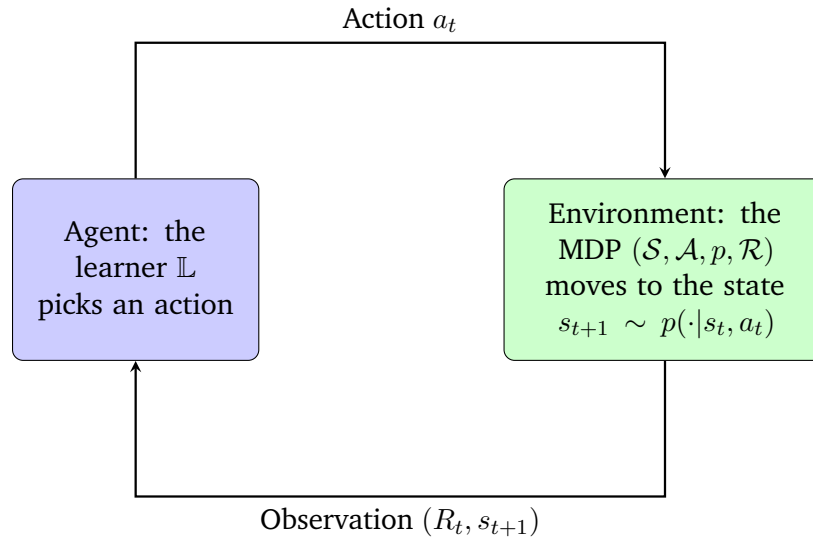 Action $a_t$
Agent: the
learner $\mathbb{L}$
picks an action
Environment: the
MDP $(\mathcal{S}, \mathcal{A}, p, \mathcal{R})$
moves to the state
$s_{t+1} \sim p(\cdot|s_t, a_t)$
Observation $(R_t, s_{t+1})$